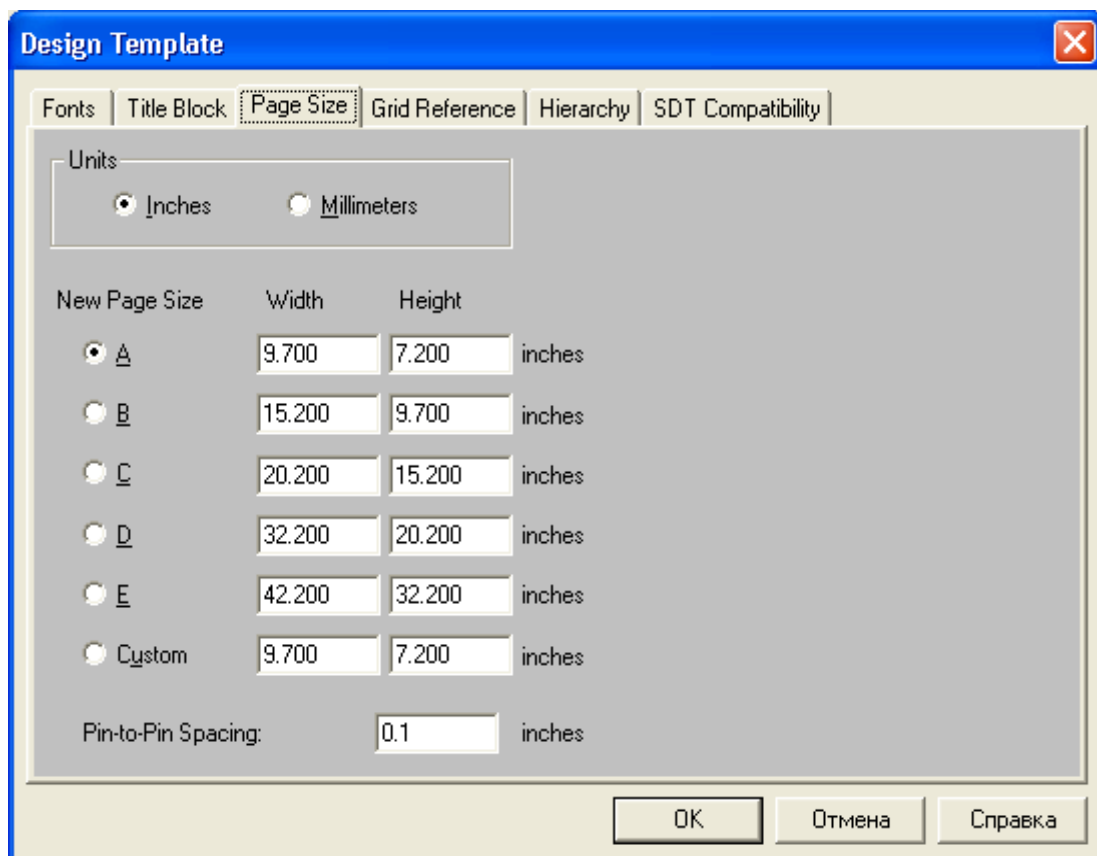 Design Template
Fonts Title Block Page Size Grid Reference Hierarchy SDT Compatibility
Units
Inches Millimeters
New Page Size Width Height
A 9.700 7.200 inches
B 15.200 9.700 inches
C 20.200 15.200 inches
D 32.200 20.200 inches
E 42.200 32.200 inches
Custom 9.700 7.200 inches
Pin-to-Pin Spacing: 0.1 inches
OK Отмена Справка